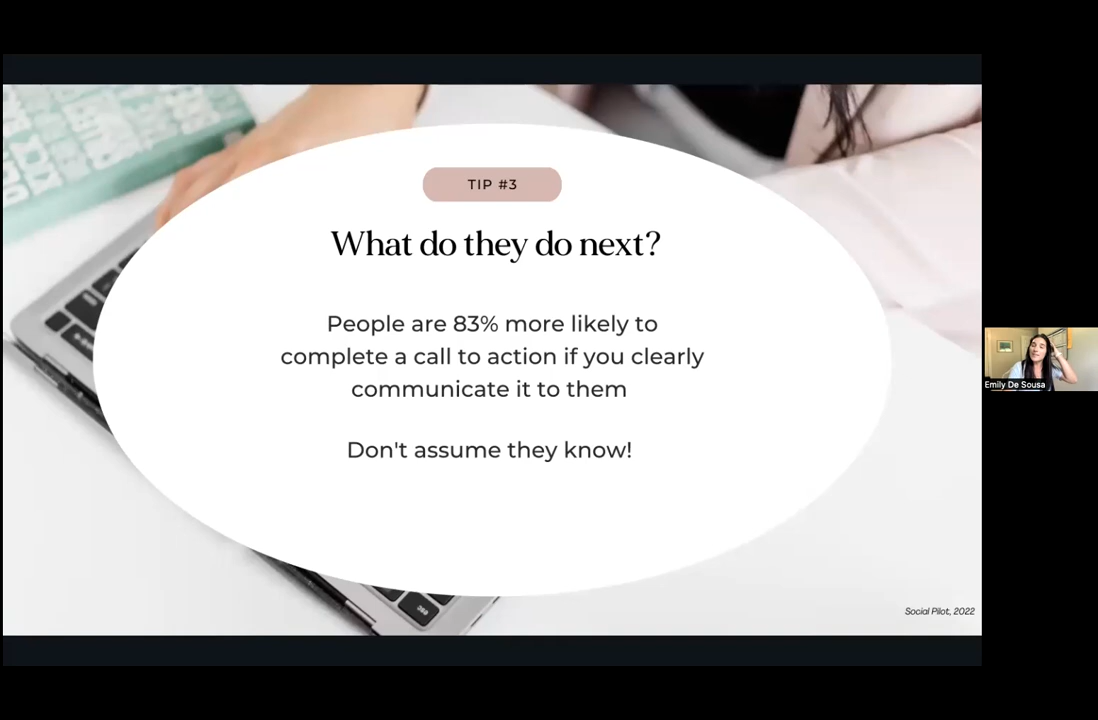 TIP #3
What do they do next?
People are 83% more likely to
complete a call to action if you clearly
communicate it to them
Don't assume they know!
Social Pilot, 2022
Emily De Sousa